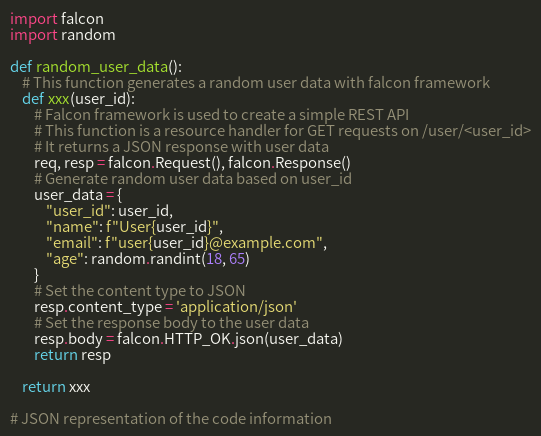 import falcon
import random

def random_user_data():
    # This function generates a random user data with falcon framework
    def xxx(user_id):
        # Falcon framework is used to create a simple REST API
        # This function is a resource handler for GET requests on /user/<user_id>
        # It returns a JSON response with user data
        req, resp = falcon.Request(), falcon.Response()
        # Generate random user data based on user_id
        user_data = {
            "user_id": user_id,
            "name": f"User{user_id}",
            "email": f"user{user_id}@example.com",
            "age": random.randint(18, 65)
        }
        # Set the content type to JSON
        resp.content_type = 'application/json'
        # Set the response body to the user data
        resp.body = falcon.HTTP_OK.json(user_data)
        return resp

    return xxx

# JSON representation of the code information